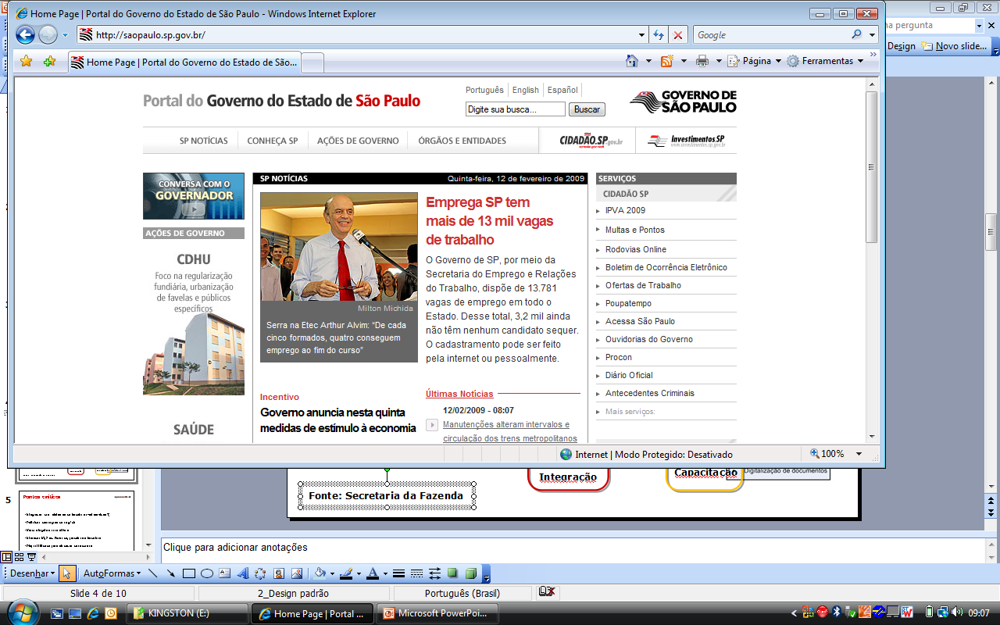 Home Page | Portal do Governo do Estado de São Paulo - Windows Internet Explorer
http://saopaulo.sp.gov.br/
Google
Home Page | Portal do Governo do Estado de São...
Página
Ferramentas
na pergunta
Design
Novo slide...
Portal do Governo do Estado de São Paulo
Português
English
Español
Digite sua busca...
Buscar
GOVERNO DE
SÃO PAULO
SP NOTÍCIAS
CONHEÇA SP
AÇÕES DE GOVERNO
ÓRGÃOS E ENTIDADES
CIDADÃO.SP.gov.br
Investimentos.SP
www.investimentos.sp.gov.br
CONVERSA COM O
GOVERNADOR
AÇÕES DE GOVERNO
CDHU
Foco na regularização
fundiária, urbanização
de favelas e públicos
específicos
SAÚDE
SP NOTÍCIAS
Quinta-feira, 12 de fevereiro de 2009
Milton Michida
Serra na Etec Arthur Alvim: “De cada
cinco formados, quatro conseguem
emprego ao fim do curso”
Emprega SP tem
mais de 13 mil vagas
de trabalho
O Governo de SP, por meio da
Secretaria do Emprego e Relações
do Trabalho, dispõe de 13.781
vagas de emprego em todo o
Estado. Desse total, 3,2 mil ainda
não têm nenhum candidato sequer.
O cadastramento pode ser feito
pela internet ou pessoalmente.
Incentivo
Governo anuncia nesta quinta
medidas de estímulo à economia
Últimas Notícias
12/02/2009 - 08:07
Manutenções alteram intervalos e
circulação dos trens metropolitanos
SERVIÇOS
CIDADÃO SP
IPVA 2009
Multas e Pontos
Rodovias Online
Boletim de Ocorrência Eletrônico
Ofertas de Trabalho
Poupatempo
Acessa São Paulo
Ouvidorias do Governo
Procon
Diário Oficial
Antecedentes Criminais
Mais serviços:
Internet | Modo Protegido: Desativado
100%
Integração
Capacitação
Digitalização de documentos
Fonte: Secretaria da Fazenda
5
Pontos críticos
Clique para adicionar anotações
Desenhar
AutoFormas
Slide 4 de 10
2_Design padrão
Português (Brasil)
KINGSTON (E:)
Home Page | Portal ...
Microsoft PowerPoi...
09:07